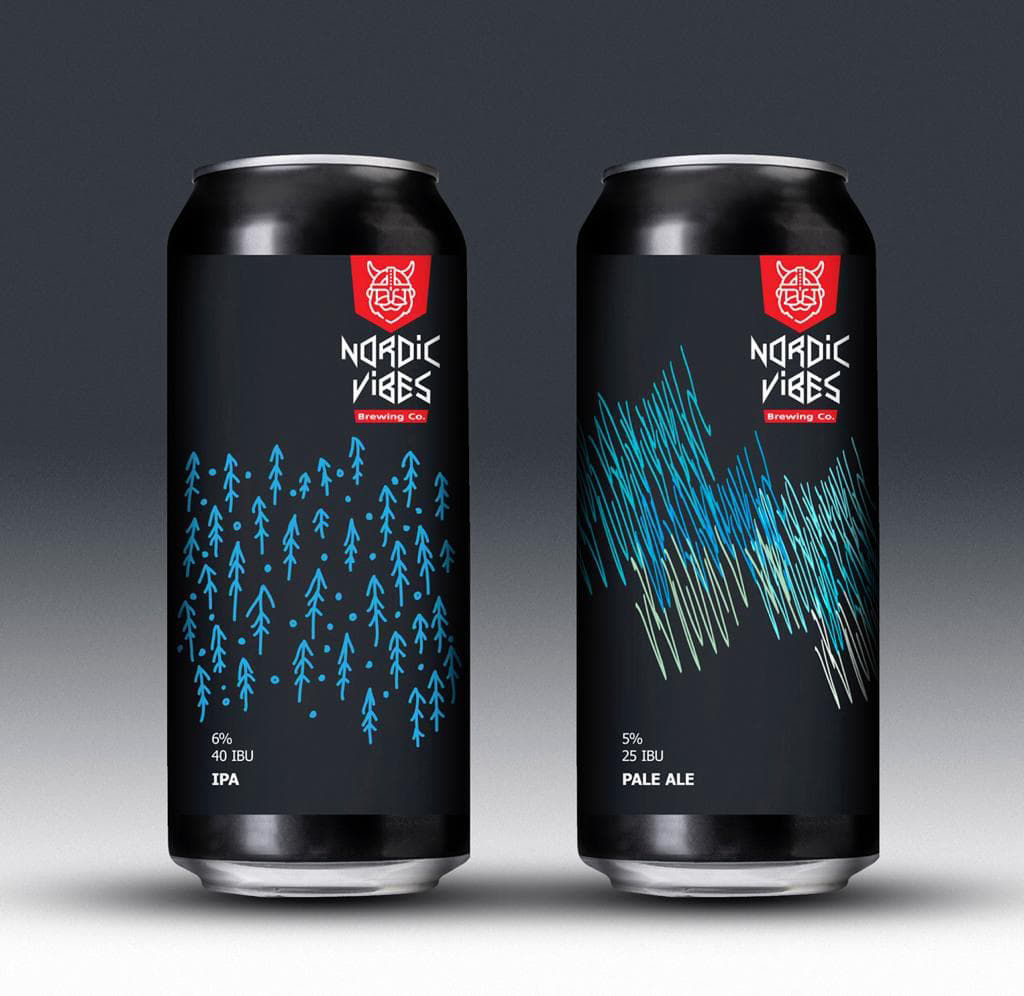 NORDIC
VIBES
Brewing Co.
6%
40 IBU
IPA
NORDIC
VIBES
Brewing Co.
5%
25 IBU
PALE ALE